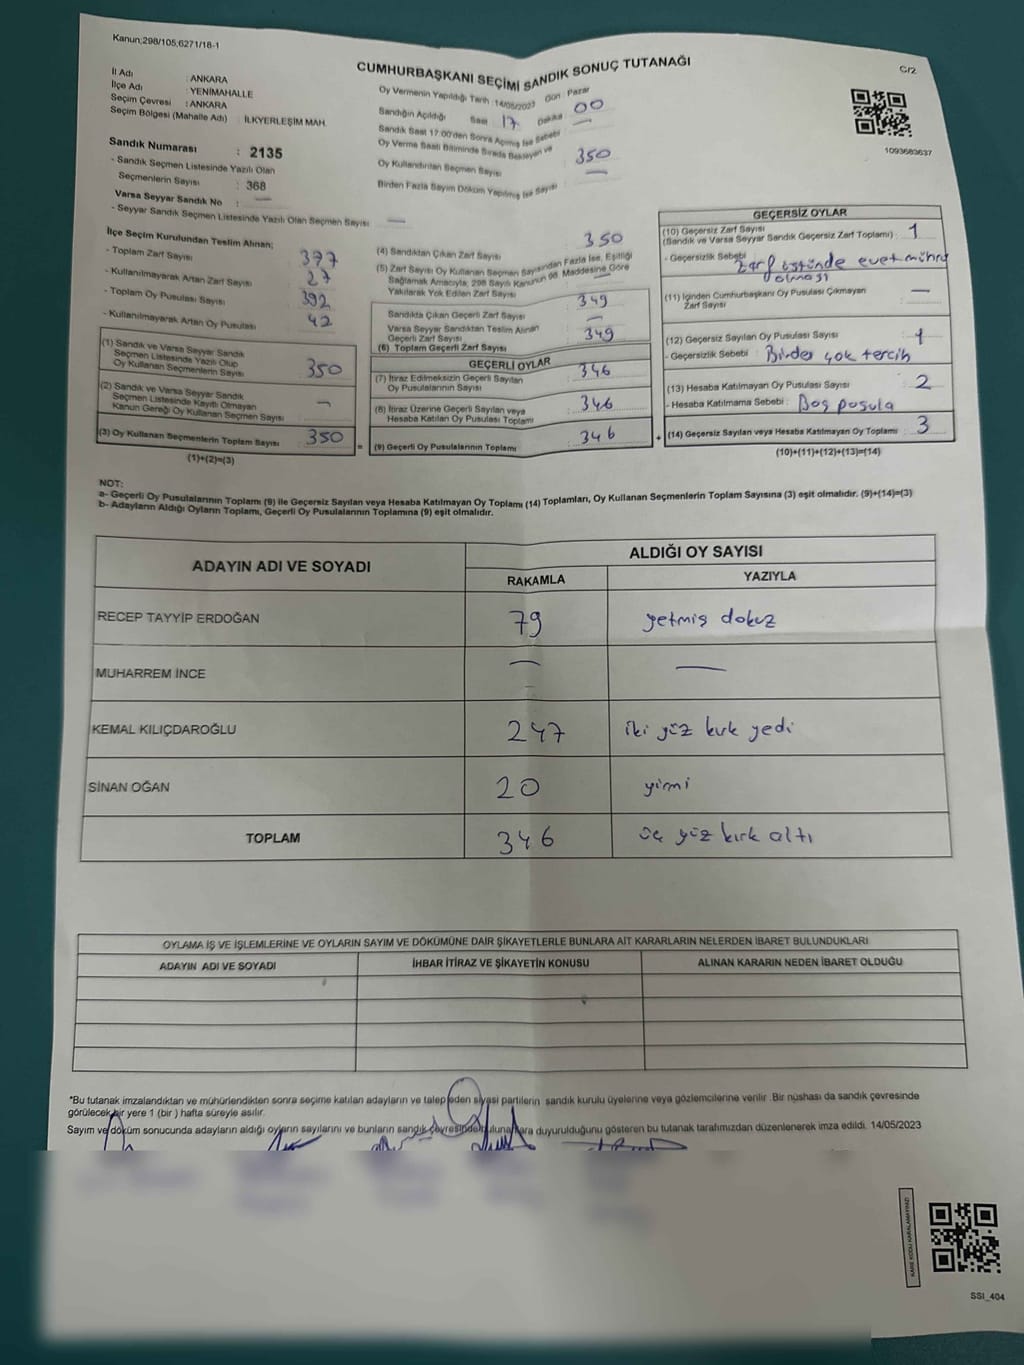 Kanun;298/105;6271/18-1
CUMHURBAŞKANI SEÇİMİ SANDIK SONUÇ TUTANAĞI
C/2
İl Adı : ANKARA
İlçe Adı : YENİMAHALLE
Seçim Çevresi : ANKARA
Seçim Bölgesi (Mahalle Adı) : İLKYERLEŞİM MAH.
Sandık Numarası : 2135
- Sandık Seçmen Listesinde Yazılı Olan
Seçmenlerin Sayısı : 368
Varsa Seyyar Sandık No : —
- Seyyar Sandık Seçmen Listesinde Yazılı Olan Seçmen Sayısı —
Oy Vermenin Yapıldığı Tarih : 14/05/2023 Gün : Pazar
Sandığın Açıldığı Saat 17 Dakika 00
Sandık Saat 17:00'den Sonra Açılmış İse Sebebi —
Oy Verme Saati Bitiminde Sırada Bekleyen ve
Oy Kullandırılan Seçmen Sayısı 350
Birden Fazla Sayım Döküm Yapılmış İse Sayısı —
1093683637
İlçe Seçim Kurulundan Teslim Alınan;
- Toplam Zarf Sayısı : 377
- Kullanılmayarak Artan Zarf Sayısı : 27
- Toplam Oy Pusulası Sayısı : 392
- Kullanılmayarak Artan Oy Pusulası : 42
(1) Sandık ve Varsa Seyyar Sandık
Seçmen Listesinde Yazılı Olup
Oy Kullanan Seçmenlerin Sayısı : 350
(2) Sandık ve Varsa Seyyar Sandık
Seçmen Listesinde Kayıtlı Olmayan
Kanun Gereği Oy Kullanan Seçmen Sayısı : —
(3) Oy Kullanan Seçmenlerin Toplam Sayısı : 350
(1)+(2)=(3)
(4) Sandıktan Çıkan Zarf Sayısı : 350
(5) Zarf Sayısı Oy Kullanan Seçmen Sayısından Fazla İse, Eşitliği
Sağlamak Amacıyla; 298 Sayılı Kanunun 98. Maddesine Göre
Yakılarak Yok Edilen Zarf Sayısı : —
Sandıkta Çıkan Geçerli Zarf Sayısı : 349
Varsa Seyyar Sandıktan Teslim Alınan
Geçerli Zarf Sayısı : —
(6) Toplam Geçerli Zarf Sayısı : 349
GEÇERLİ OYLAR
(7) İtiraz Edilmeksizin Geçerli Sayılan
Oy Pusulalarının Sayısı : 346
(8) İtiraz Üzerine Geçerli Sayılan veya
Hesaba Katılan Oy Pusulası Toplamı : 346
= (9) Geçerli Oy Pusulalarının Toplamı : 346
GEÇERSİZ OYLAR
(10) Geçersiz Zarf Sayısı
(Sandık ve Varsa Seyyar Sandık Geçersiz Zarf Toplamı) : 1
- Geçersizlik Sebebi : Zarf üstünde evet mührü
olması
(11) İçinden Cumhurbaşkanı Oy Pusulası Çıkmayan
Zarf Sayısı : —
(12) Geçersiz Sayılan Oy Pusulası Sayısı : 1
- Geçersizlik Sebebi : Birden çok tercih
(13) Hesaba Katılmayan Oy Pusulası Sayısı : 2
- Hesaba Katılmama Sebebi : Boş pusula
+ (14) Geçersiz Sayılan veya Hesaba Katılmayan Oy Toplamı : 3
(10)+(11)+(12)+(13)=(14)
NOT:
a- Geçerli Oy Pusulalarının Toplamı (9) ile Geçersiz Sayılan veya Hesaba Katılmayan Oy Toplamı (14) Toplamları, Oy Kullanan Seçmenlerin Toplam Sayısına (3) eşit olmalıdır. (9)+(14)=(3)
b- Adayların Aldığı Oyların Toplamı, Geçerli Oy Pusulalarının Toplamına (9) eşit olmalıdır.
ADAYIN ADI VE SOYADI
ALDIĞI OY SAYISI
RAKAMLA YAZIYLA
RECEP TAYYİP ERDOĞAN 79 yetmiş dokuz
MUHARREM İNCE — —
KEMAL KILIÇDAROĞLU 247 iki yüz kırk yedi
SİNAN OĞAN 20 yirmi
TOPLAM 346 üç yüz kırk altı
OYLAMA İŞ VE İŞLEMLERİNE VE OYLARIN SAYIM VE DÖKÜMÜNE DAİR ŞİKAYETLERLE BUNLARA AİT KARARLARIN NELERDEN İBARET BULUNDUKLARI
ADAYIN ADI VE SOYADI İHBAR İTİRAZ VE ŞİKAYETİN KONUSU ALINAN KARARIN NEDEN İBARET OLDUĞU
*Bu tutanak imzalandıktan ve mühürlendikten sonra seçime katılan adayların ve talep eden siyasi partilerin sandık kurulu üyelerine veya gözlemcilerine verilir. Bir nüshası da sandık çevresinde
görülecek bir yere 1 (bir ) hafta süreyle asılır.
Sayım ve döküm sonucunda adayların aldığı oyların sayılarını ve bunların sandık çevresinde bulunanlara duyurulduğunu gösteren bu tutanak tarafımızdan düzenlenerek imza edildi. 14/05/2023
KARE KODU KARALAMAYINIZ!
SSI_404